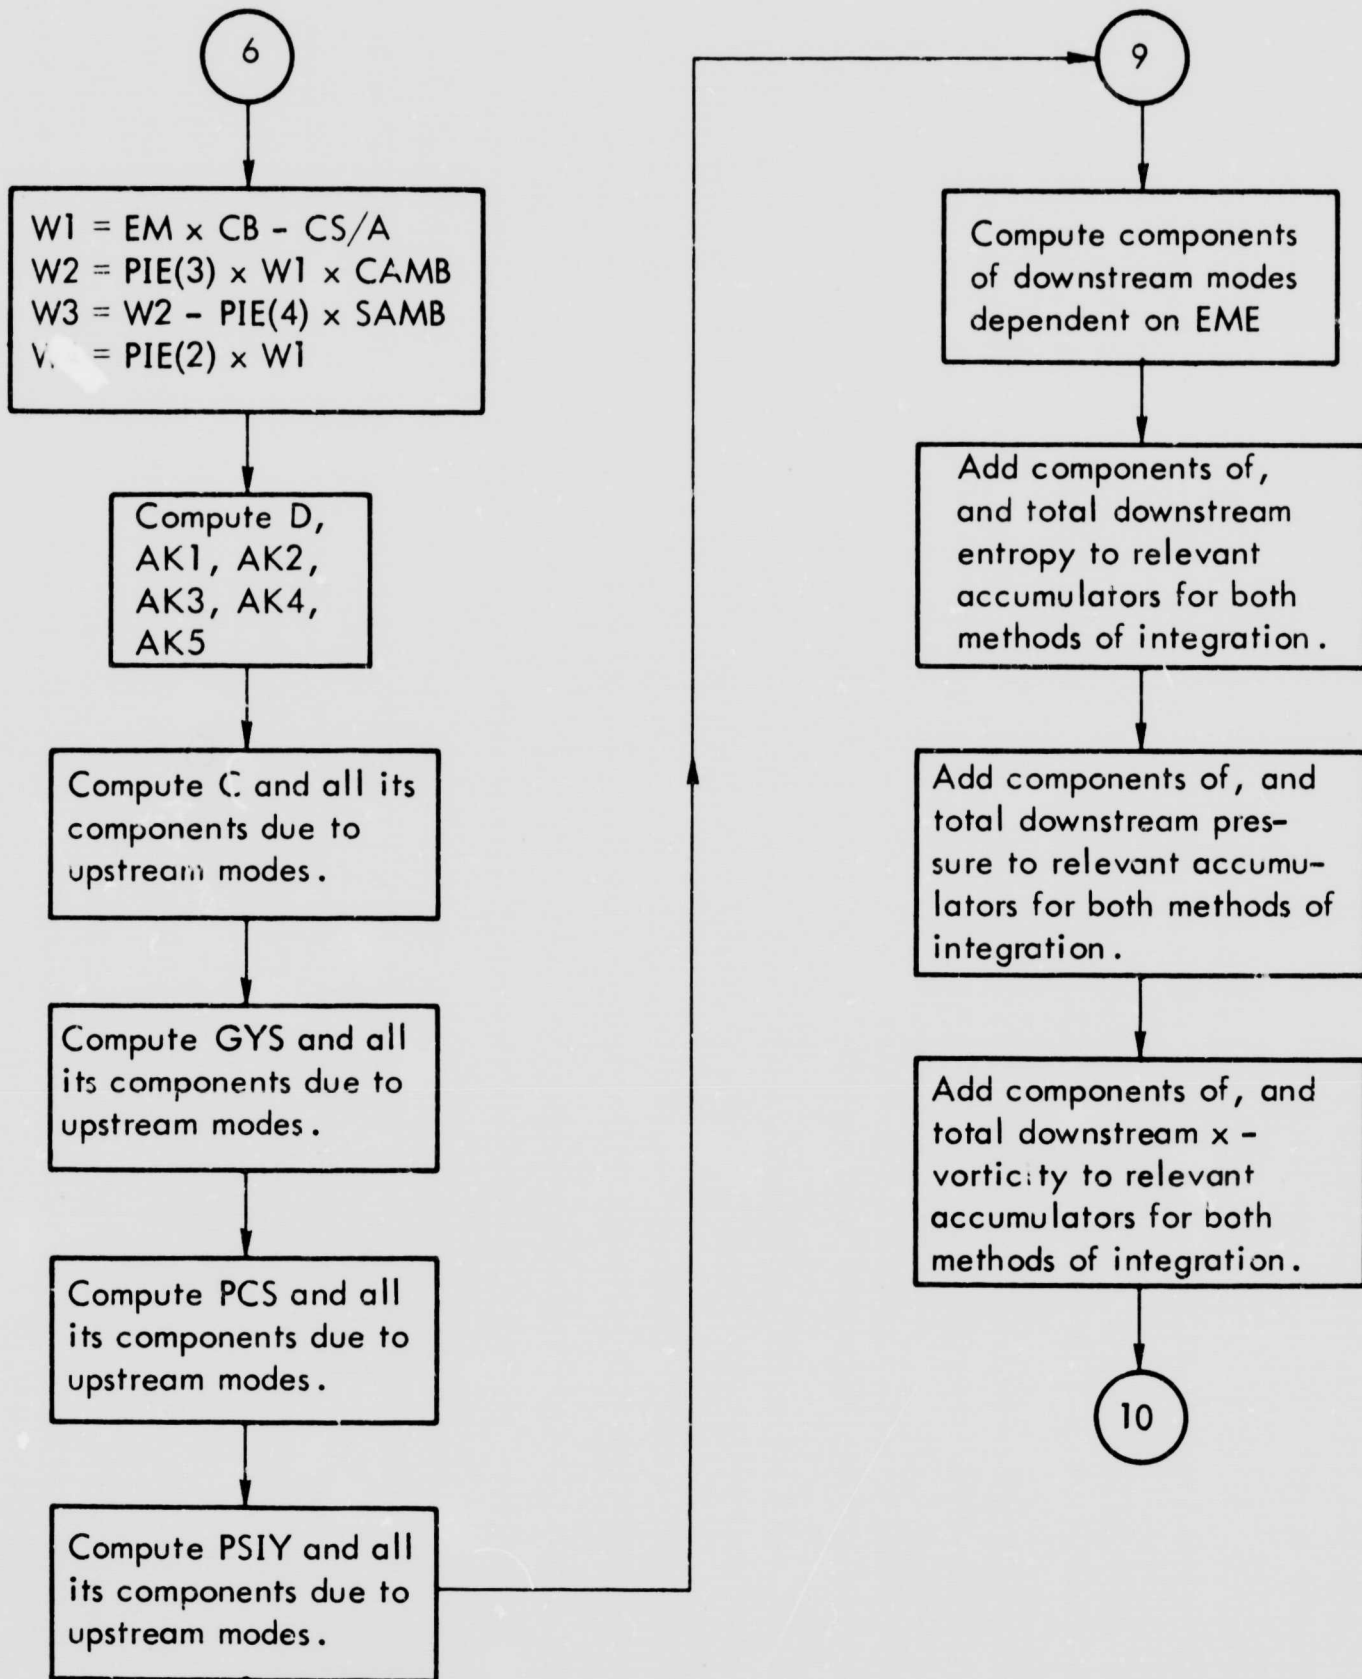 6
W1 = EM x CB - CS/A
W2 = PIE(3) x W1 x CAMB
W3 = W2 - PIE(4) x SAMB
= PIE(2) x W1
Compute D,
AK1, AK2,
AK3, AK4,
AK5
Compute C and all its
components due to
upstream modes.
Compute GYS and all
its components due to
upstream modes.
Compute PCS and all
its components due to
upstream modes.
Compute PSIY and all
its components due to
upstream modes.
9
Compute components
of downstream modes
dependent on EME
Add components of,
and total downstream
entropy to relevant
accumulators for both
methods of integration.
Add components of, and
total downstream pres-
sure to relevant accumu-
lators for both methods of
integration.
Add components of, and
total downstream x -
vorticity to relevant
accumulators for both
methods of integration.
10